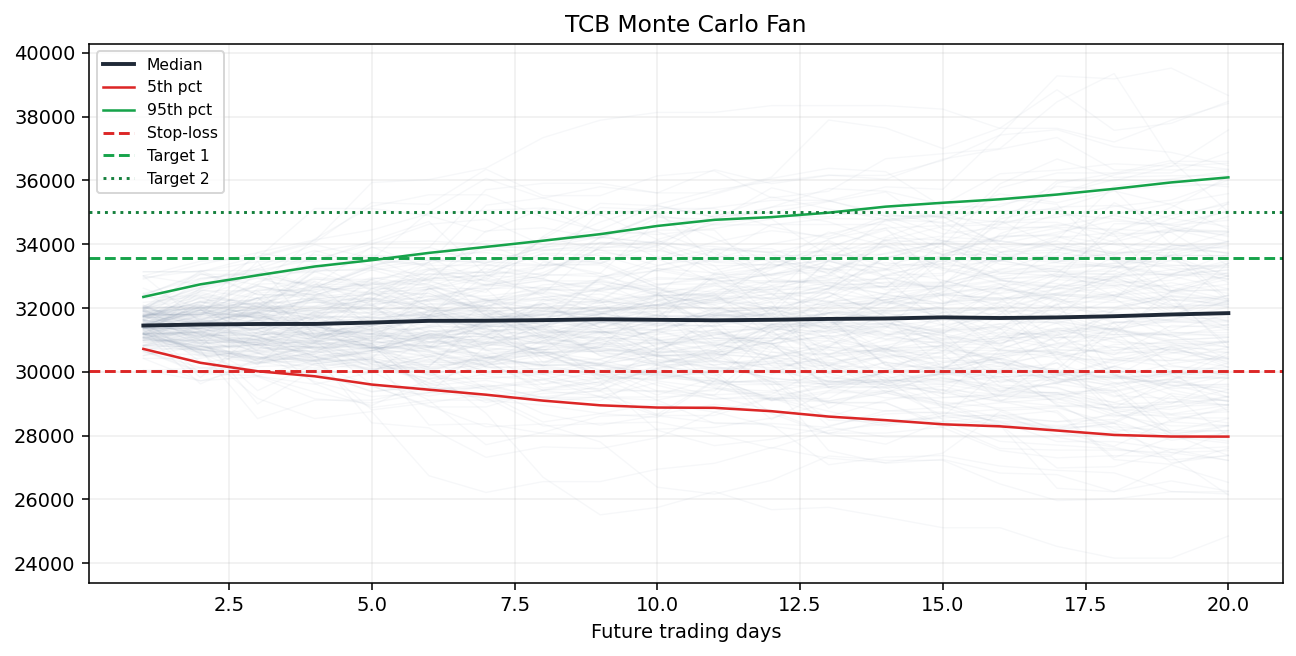 TCB Monte Carlo Fan
40000
38000
36000
34000
32000
30000
28000
26000
24000
Median
5th pct
95th pct
Stop-loss
Target 1
Target 2
2.5 5.0 7.5 10.0 12.5 15.0 17.5 20.0
Future trading days